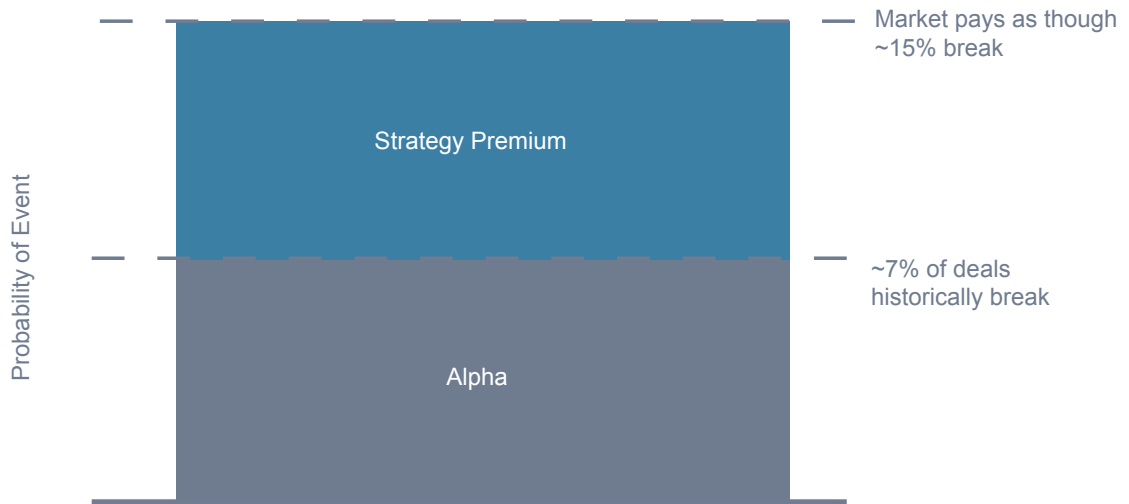 Market pays as though
~15% break
Strategy Premium
Probability of Event
~7% of deals
historically break
Alpha